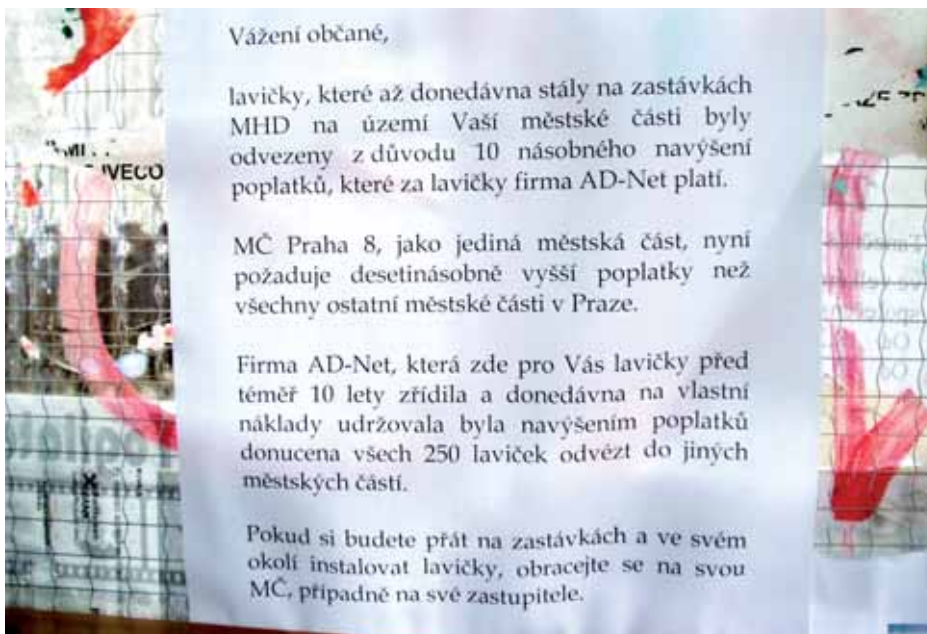 Vážení občané,
lavičky, které až donedávna stály na zastávkách
MHD na území Vaší městské části byly
odvezeny z důvodu 10 násobného navýšení
poplatků, které za lavičky firma AD-Net platí.
MČ Praha 8, jako jediná městská část, nyní
požaduje desetinásobně vyšší poplatky než
všechny ostatní městské části v Praze.
Firma AD-Net, která zde pro Vás lavičky před
téměř 10 lety zřídila a donedávna na vlastní
náklady udržovala byla navýšením poplatků
donucena všech 250 laviček odvézt do jiných
městských částí.
Pokud si budete přát na zastávkách a ve svém
okolí instalovat lavičky, obracejte se na svou
MČ, případně na své zastupitele.
IVECO